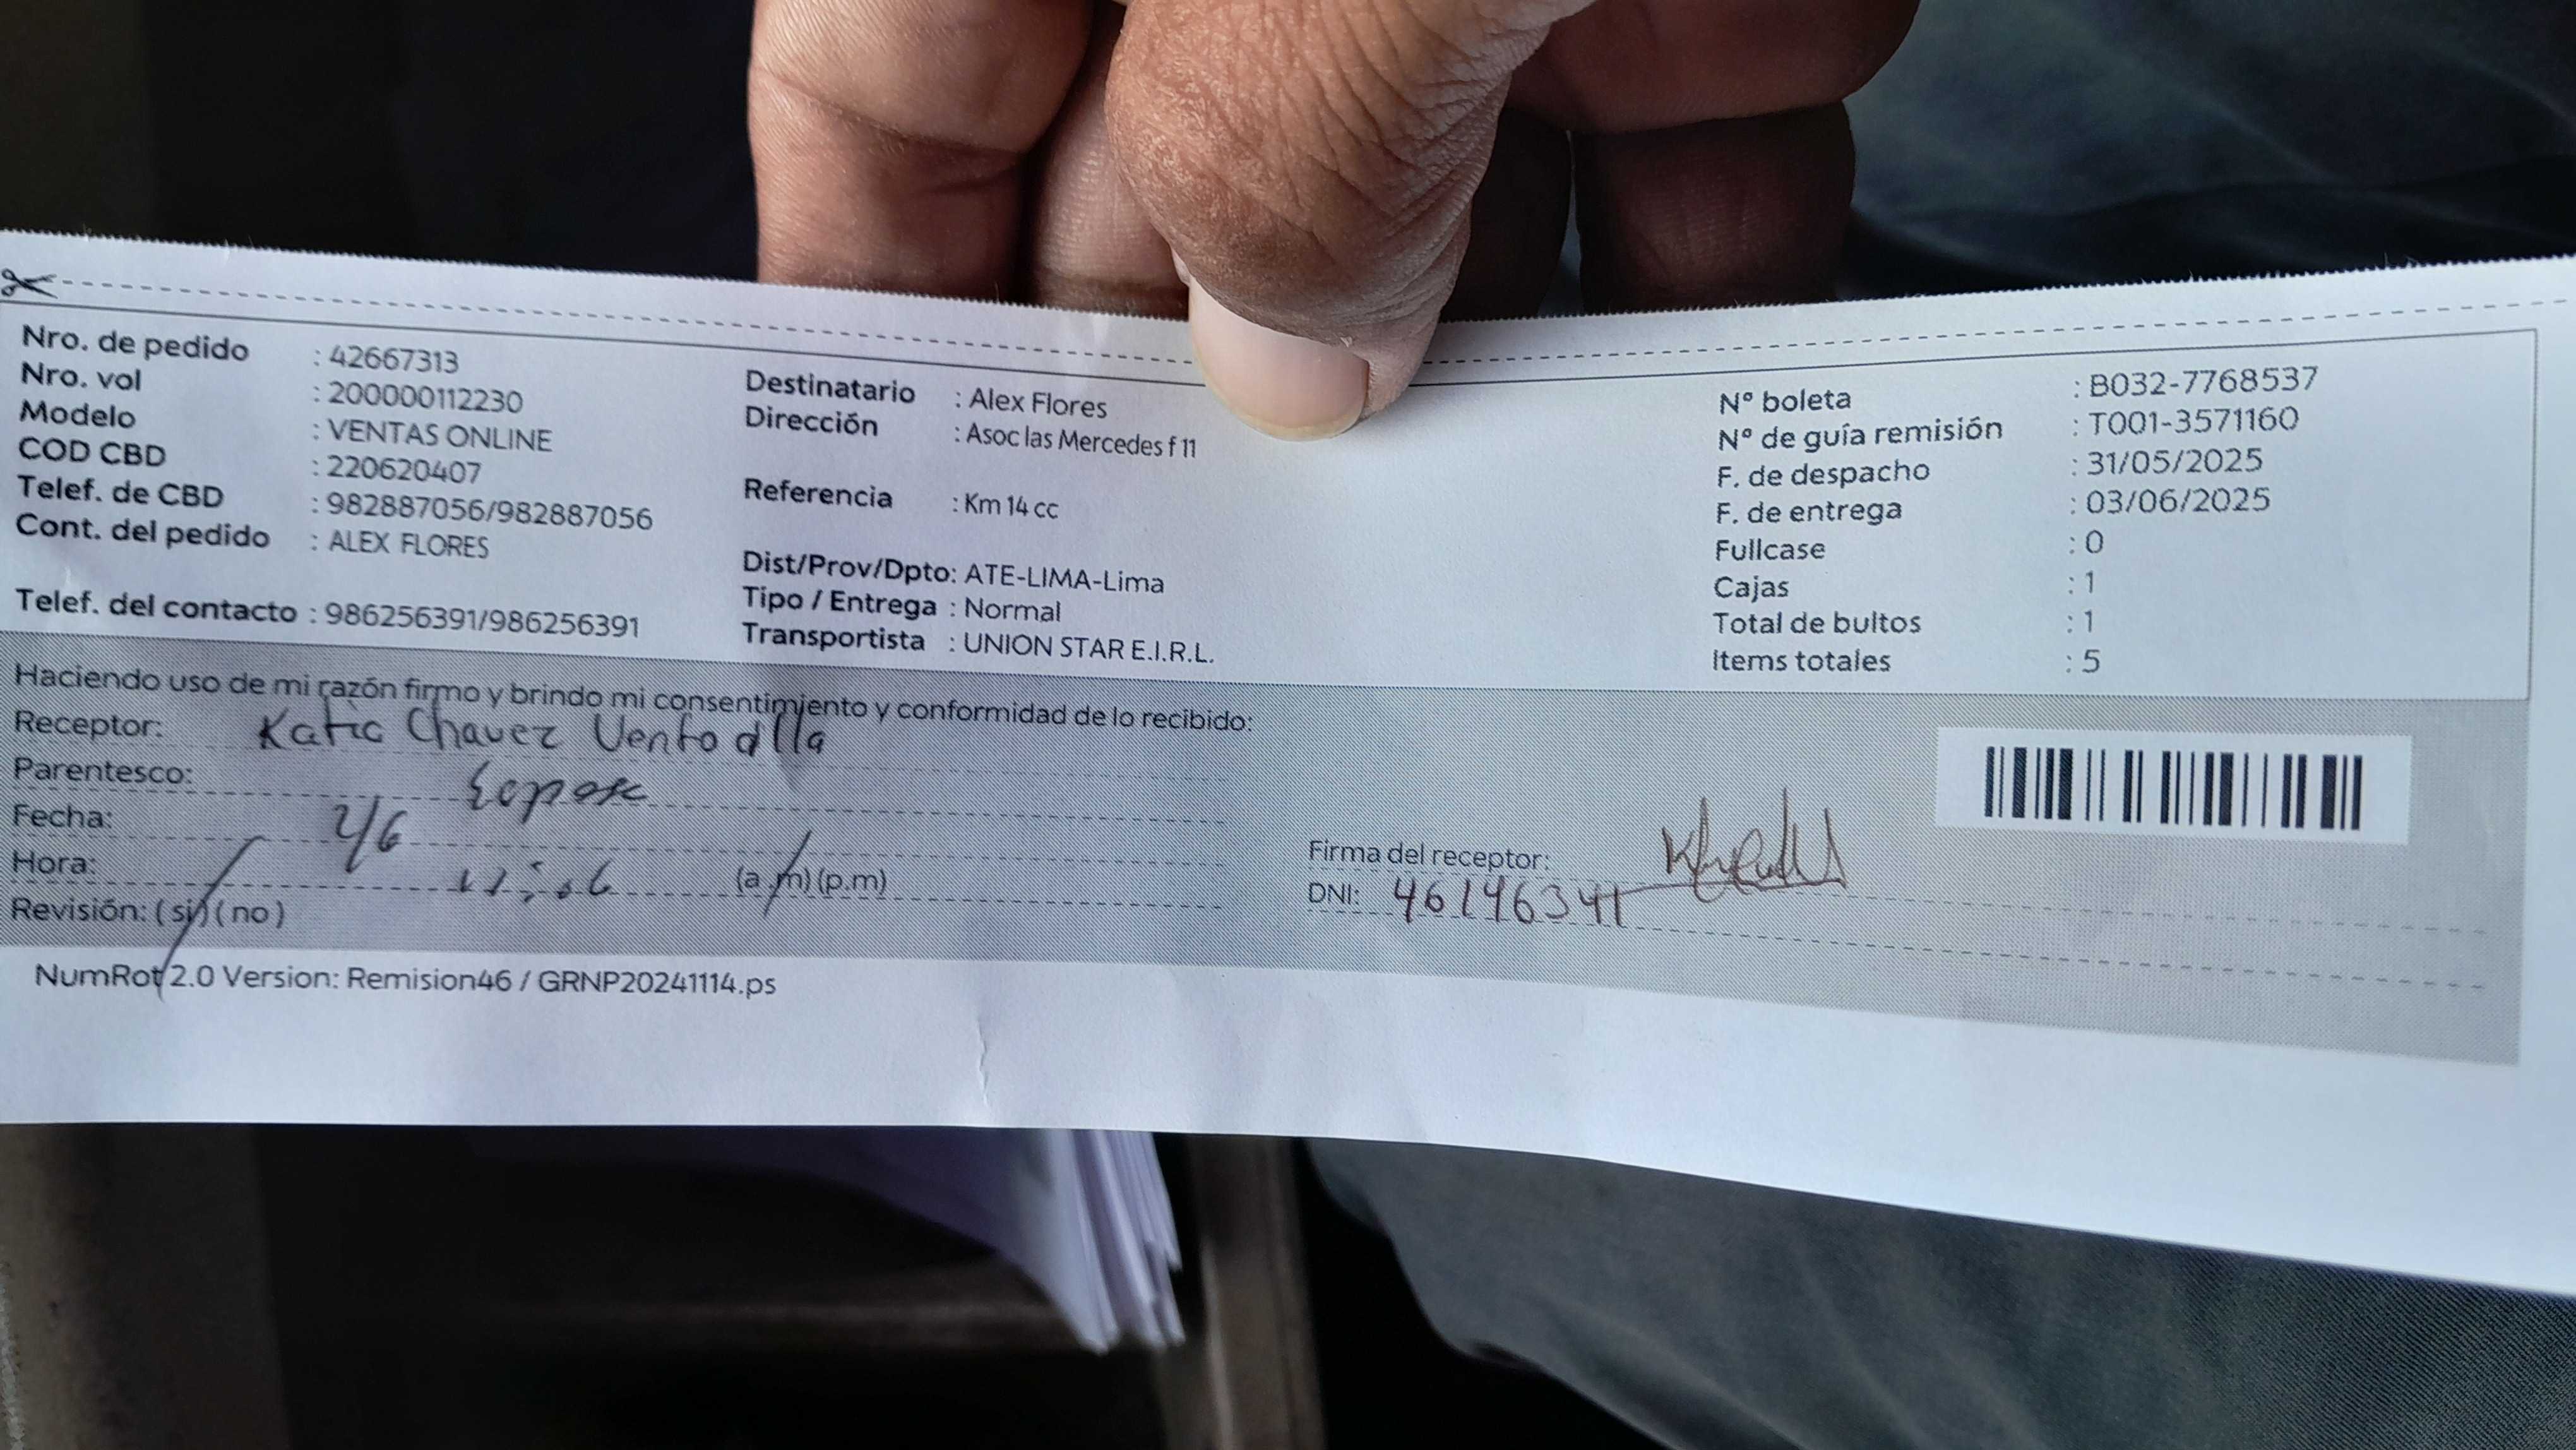 Nro. de pedido : 42667313
Nro. vol : 200000112230
Modelo : VENTAS ONLINE
COD CBD : 220620407
Telef. de CBD : 982887056/982887056
Cont. del pedido : ALEX FLORES
Telef. del contacto : 986256391/986256391
Destinatario : Alex Flores
Dirección : Asoc las Mercedes f 11
Referencia : Km 14 cc
Dist/Prov/Dpto: ATE-LIMA-Lima
Tipo / Entrega : Normal
Transportista : UNION STAR E.I.R.L.
N° boleta : B032-7768537
N° de guía remisión : T001-3571160
F. de despacho : 31/05/2025
F. de entrega : 03/06/2025
Fullcase : 0
Cajas : 1
Total de bultos : 1
Items totales : 5
Haciendo uso de mi razón firmo y brindo mi consentimiento y conformidad de lo recibido:
Receptor: Katia Chavez Ventodlla
Parentesco:
Fecha: 2/6
Hora: (a.m) (p.m)
Revisión: ( si ) ( no )
Firma del receptor:
DNI: 46146341
NumRot 2.0 Version: Remision46 / GRNP20241114.ps